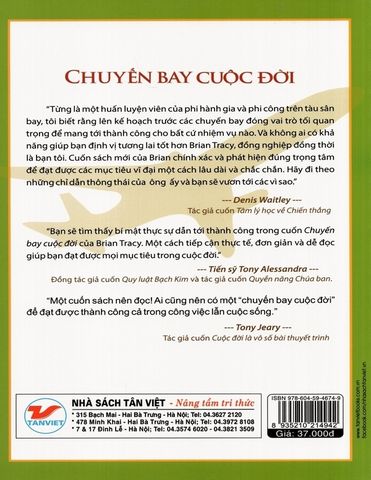 CHUYẾN BAY CUỘC ĐỜI
“Từng là một huấn luyện viên của phi hành gia và phi công trên tàu sân
bay, tôi biết rằng lên kế hoạch trước các chuyến bay đóng vai trò tối quan
trọng để mang tới thành công cho bất cứ nhiệm vụ nào. Và không ai có khả
năng giúp bạn định vị tương lai tốt hơn Brian Tracy, đồng nghiệp đồng thời
là bạn tôi. Cuốn sách mới của Brian chính xác và phát hiện đúng trọng tâm
để đạt được các mục tiêu vĩ đại một cách lâu dài và chắc chắn. Hãy đi theo
những chỉ dẫn thông thái của ông ấy và bạn sẽ vươn tới các vì sao.”
--- Denis Waitley ---
Tác giả cuốn Tâm lý học về Chiến thắng
“Bạn sẽ tìm thấy bí mật thực sự dẫn tới thành công trong cuốn Chuyến
bay cuộc đời của Brian Tracy. Một cách tiếp cận thực tế, đơn giản và dễ đọc
giúp bạn đạt được mọi mục tiêu trong cuộc đời.”
--- Tiến sỹ Tony Alessandra ---
Đồng tác giả cuốn Quy luật Bạch Kim và tác giả cuốn Quyền năng Chúa ban.
“Một cuốn sách nên đọc! Ai cũng nên có một “chuyến bay cuộc đời”
để đạt được thành công cả trong công việc lẫn cuộc sống.”
--- Tony Jeary ---
Tác giả cuốn Cuộc đời là vô số bài thuyết trình
TANVIET
NHÀ SÁCH TÂN VIỆT - Nâng tầm tri thức
* 315 Bạch Mai - Hai Bà Trưng - Hà Nội; Tel: 04.3627 2120
* 478 Minh Khai - Hai Bà Trưng - Hà Nội; Tel: 04.3942 8108
* 7 & 17 Đinh Lễ - Hà Nội; Tel: 04.3574 6020 - 04.3821 3509
ISBN 978-604-59-4674-9
8 935210 214942
Giá: 37.000đ
www.tanvietbooks.com.vn